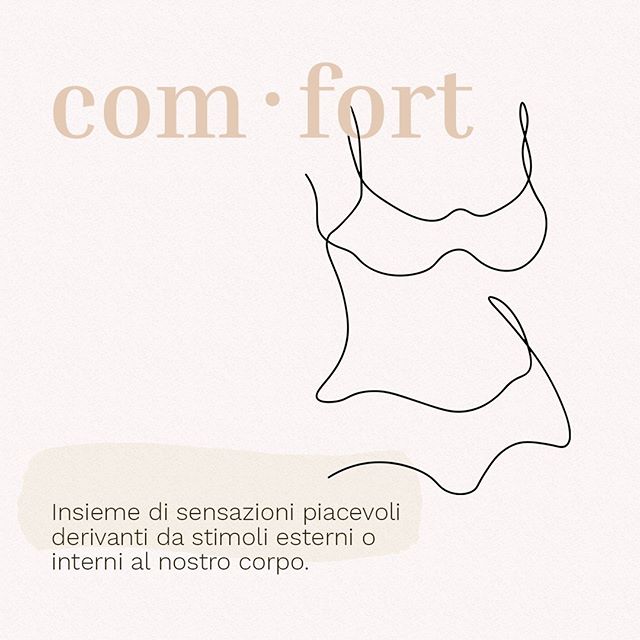 com·fort
Insieme di sensazioni piacevoli
derivanti da stimoli esterni o
interni al nostro corpo.